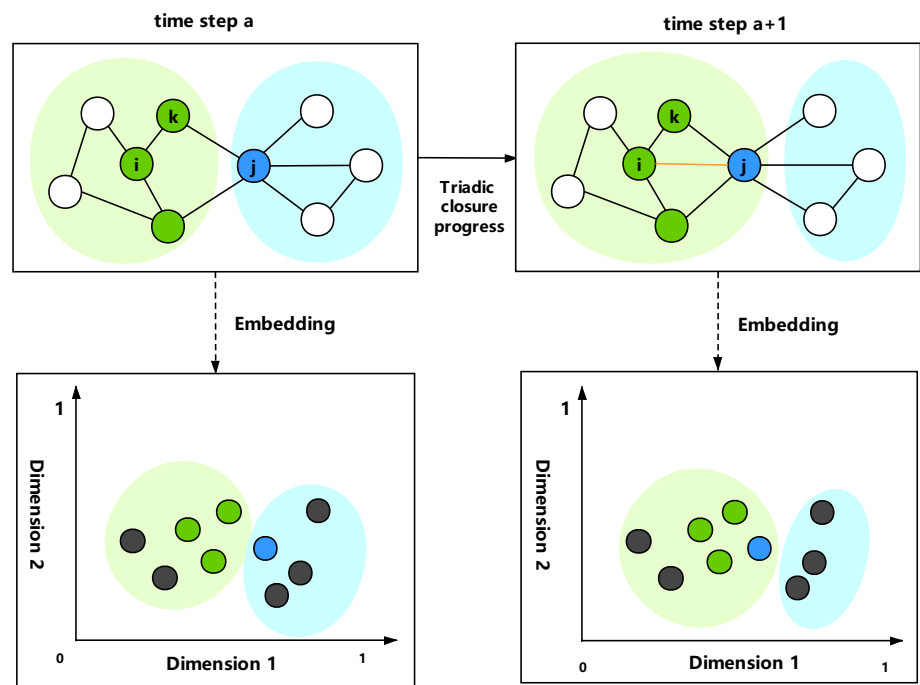 time step a
time step a+1
k
i
j
k
i
j
Triadic
closure
progress
Embedding
Embedding
1
Dimension 2
0
Dimension 1
1
1
Dimension 2
0
Dimension 1
1